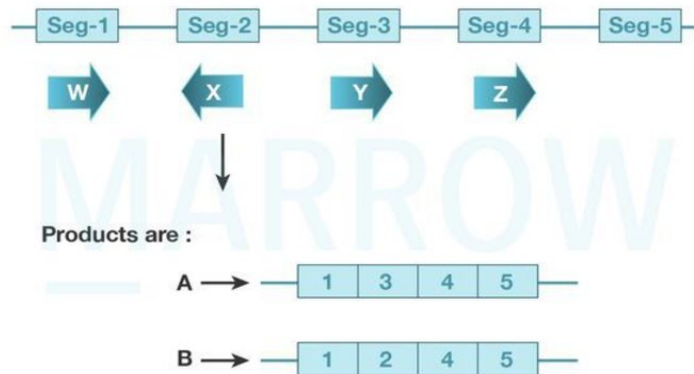 Seg-1 Seg-2 Seg-3 Seg-4 Seg-5
W X Y Z
MARROW
Products are :
A 1 3 4 5
B 1 2 4 5